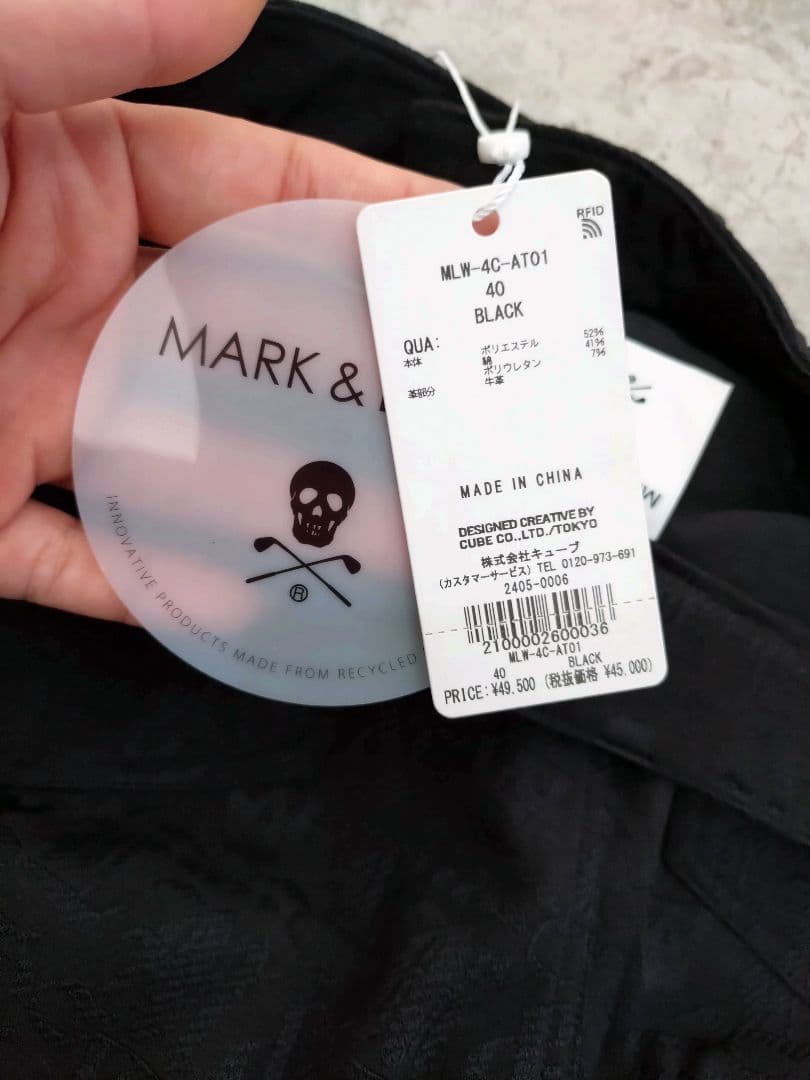 MARK &
®
INNOVATIVE PRODUCTS MADE FROM RECYCLED
RFID
MLW-4C-AT01
40
BLACK
QUA:
本体 ポリエステル 52%
綿 41%
ポリウレタン 7%
革部分 牛革
MADE IN CHINA
DESIGNED CREATIVE BY
CUBE CO.,LTD./TOKYO
株式会社キューブ
(カスタマーサービス) TEL 0120-973-691
2405-0006
2100002600036
MLW-4C-AT01
40 BLACK
PRICE:¥49,500 (税抜価格 ¥45,000)